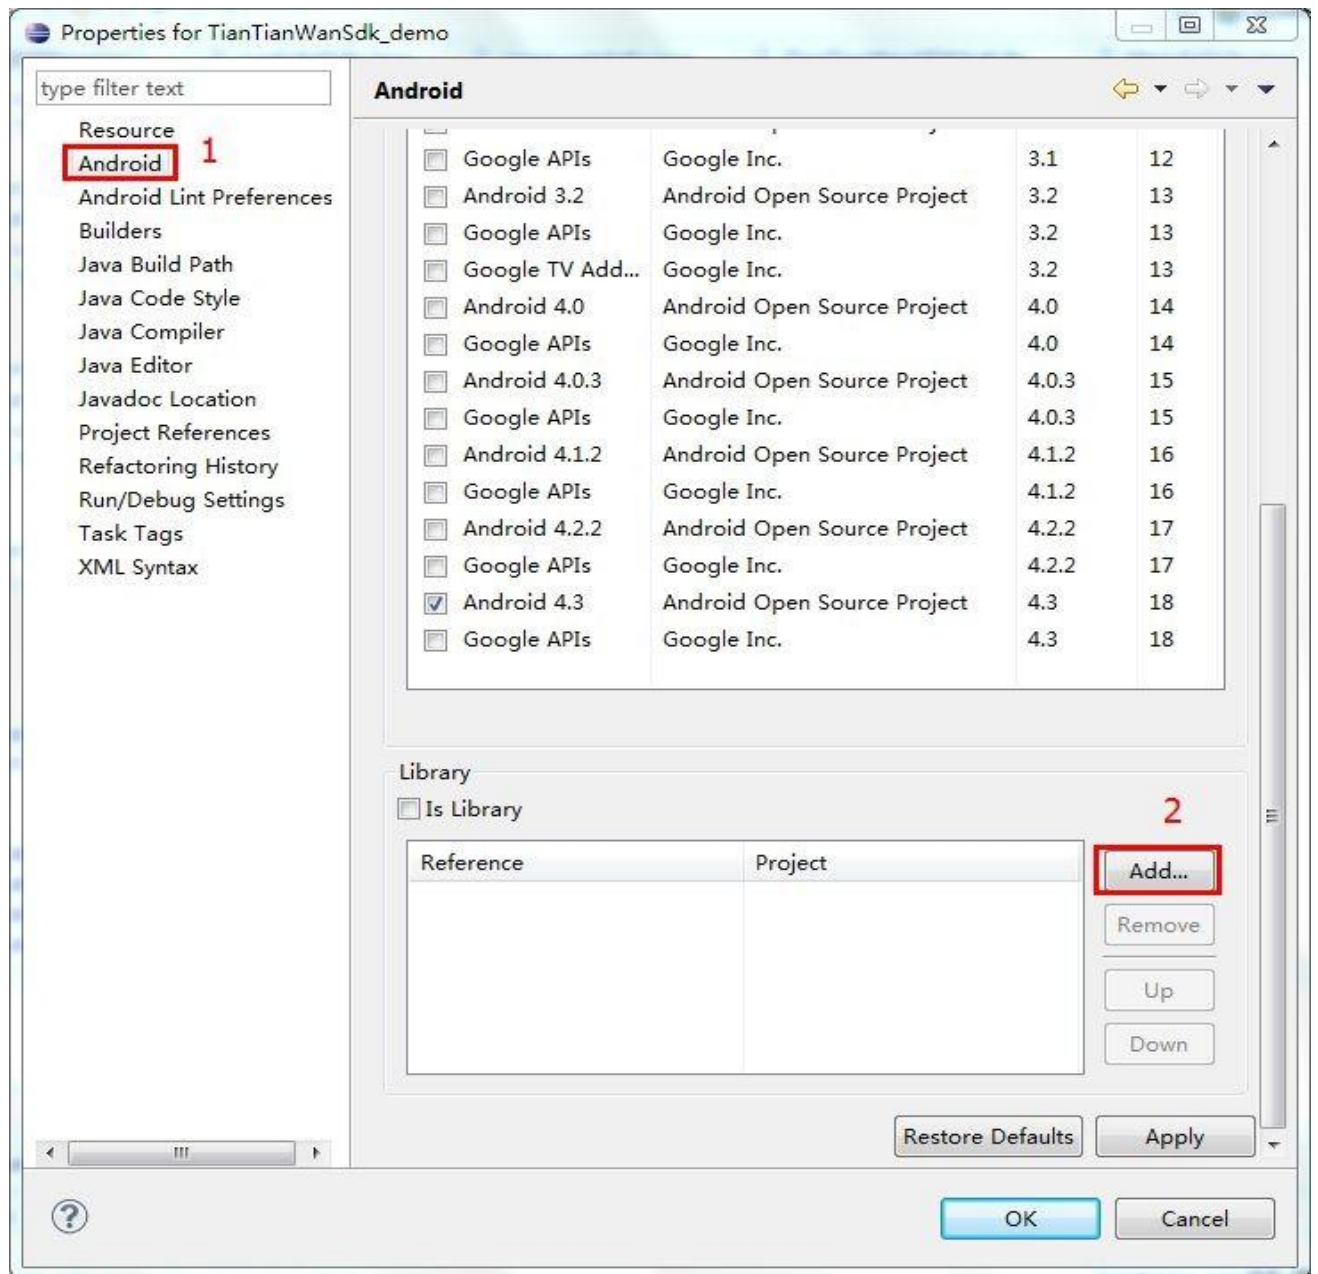 Properties for TianTianWanSdk_demo
type filter text
Resource
1
Android
Android Lint Preferences
Builders
Java Build Path
Java Code Style
Java Compiler
Java Editor
Javadoc Location
Project References
Refactoring History
Run/Debug Settings
Task Tags
XML Syntax
Android
Google APIs Google Inc. 3.1 12
Android 3.2 Android Open Source Project 3.2 13
Google APIs Google Inc. 3.2 13
Google TV Add... Google Inc. 3.2 13
Android 4.0 Android Open Source Project 4.0 14
Google APIs Google Inc. 4.0 14
Android 4.0.3 Android Open Source Project 4.0.3 15
Google APIs Google Inc. 4.0.3 15
Android 4.1.2 Android Open Source Project 4.1.2 16
Google APIs Google Inc. 4.1.2 16
Android 4.2.2 Android Open Source Project 4.2.2 17
Google APIs Google Inc. 4.2.2 17
Android 4.3 Android Open Source Project 4.3 18
Google APIs Google Inc. 4.3 18
Library
Is Library
2
Reference Project
Add...
Remove
Up
Down
Restore Defaults Apply
? OK Cancel